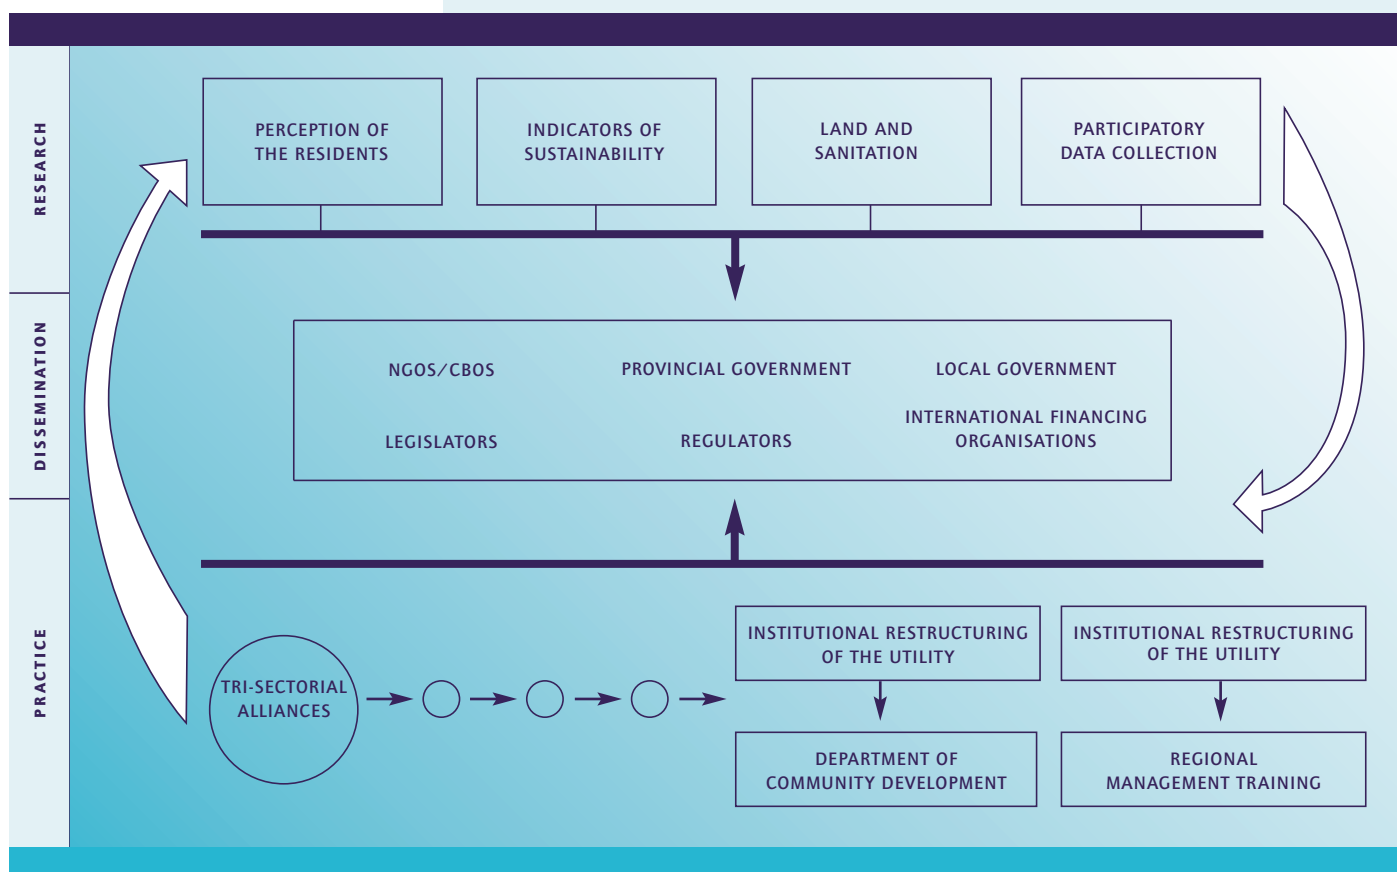 RESEARCH
PERCEPTION OF
THE RESIDENTS
INDICATORS OF
SUSTAINABILITY
LAND AND
SANITATION
PARTICIPATORY
DATA COLLECTION
DISSEMINATION
NGOS/CBOS
PROVINCIAL GOVERNMENT
LOCAL GOVERNMENT
LEGISLATORS
REGULATORS
INTERNATIONAL FINANCING
ORGANISATIONS
PRACTICE
TRI-SECTORIAL
ALLIANCES
INSTITUTIONAL RESTRUCTURING
OF THE UTILITY
INSTITUTIONAL RESTRUCTURING
OF THE UTILITY
DEPARTMENT OF
COMMUNITY DEVELOPMENT
REGIONAL
MANAGEMENT TRAINING